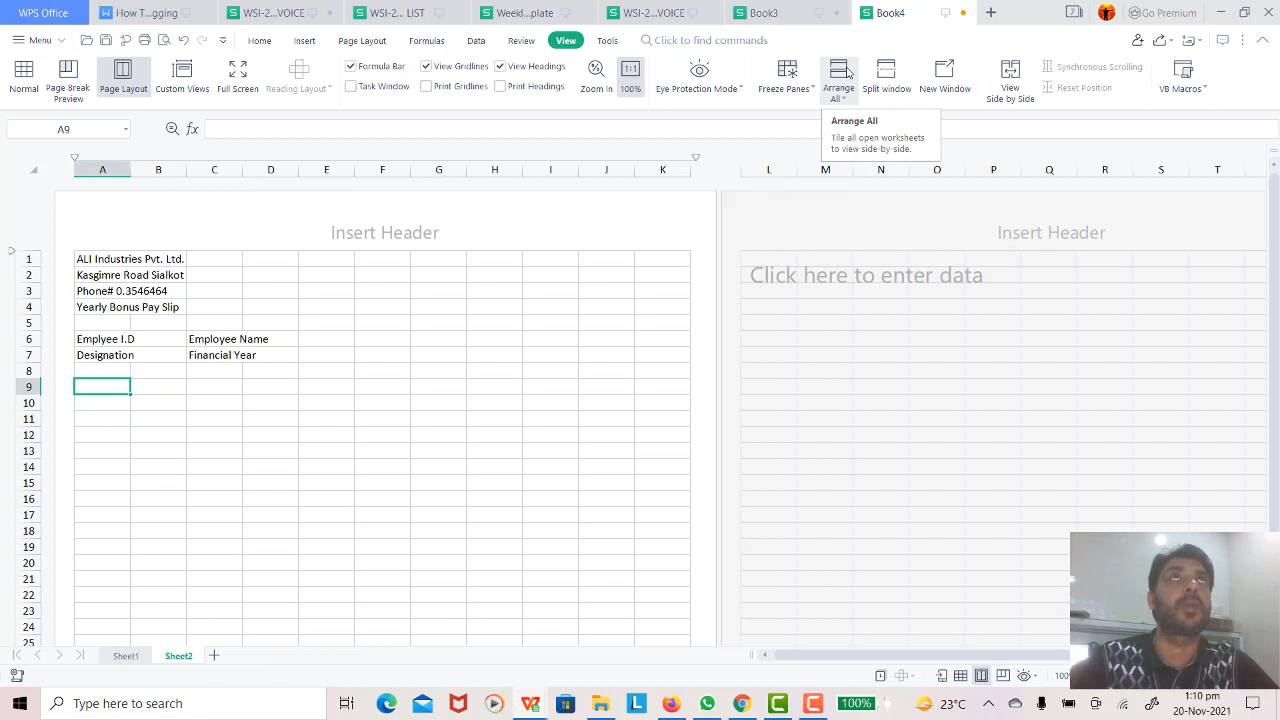 WPS Office
How T...
WSI-2...VOICE
WSI-2... LIST
Weekl...plate
WSI-2...VOICE
Book3
Book4
Go Premium
Menu
Home
Insert
Page Layout
Formulas
Data
Review
View
Tools
Click to find commands
Normal
Page Break Preview
Page Layout
Custom Views
Full Screen
Reading Layout
Formula Bar
View Gridlines
View Headings
Task Window
Print Gridlines
Print Headings
Zoom In
1:1
100%
Eye Protection Mode
Freeze Panes
Arrange All
Split window
New Window
View Side by Side
Synchronous Scrolling
Reset Position
VB Macros
A9
fx
Arrange All
Tile all open worksheets
to view side-by-side.
A B C D E F G H I J K L M N O P Q R S T
Insert Header
Insert Header
1 ALI Industries Pvt. Ltd.
2 Kasgimre Road Sialkot
Click here to enter data
3 Phone# 0.3546464
4 Yearly Bonus Pay Slip
5
6 Emplyee I.D Employee Name
7 Designation Financial Year
8
9
10
11
12
13
14
15
16
17
18
19
20
21
22
23
24
25
Sheet1 Sheet2
Type here to search
100%
23°C
1:10 pm
20-Nov-2021